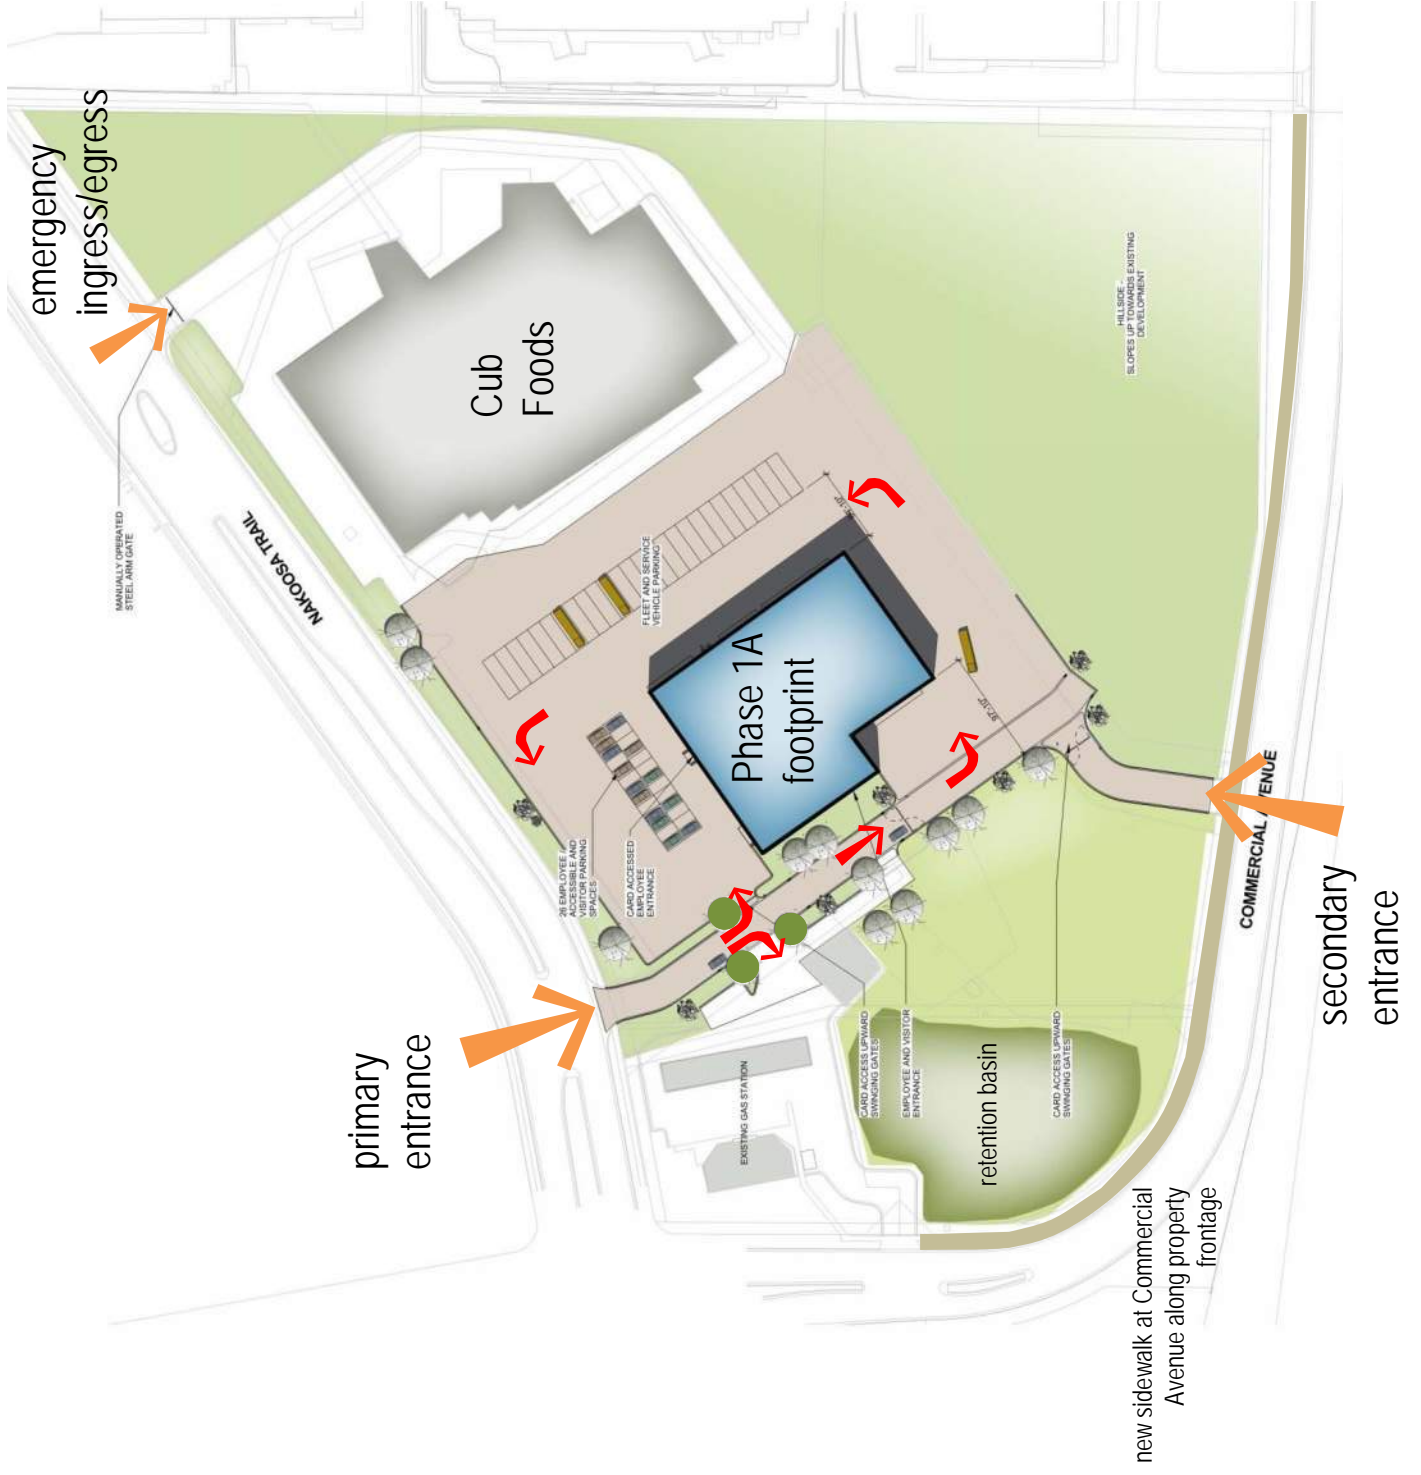 emergency
ingress/egress
MANUALLY OPERATED
STEEL ARM GATE
NAKOOSA TRAIL
Cub
Foods
HILLSIDE -
SLOPES UP TOWARDS EXISTING
DEVELOPMENT
FLEET AND SERVICE
VEHICLE PARKING
Phase 1A
footprint
97'-10"
26 EMPLOYEE /
ACCESSIBLE AND
VISITOR PARKING
SPACES
CARD ACCESSED
EMPLOYEE
ENTRANCE
primary
entrance
EXISTING GAS STATION
CARD ACCESS UPWARD
SWINGING GATES
EMPLOYEE AND VISITOR
ENTRANCE
retention basin
CARD ACCESS UPWARD
SWINGING GATES
COMMERCIAL AVENUE
secondary
entrance
new sidewalk at Commercial
Avenue along property
frontage